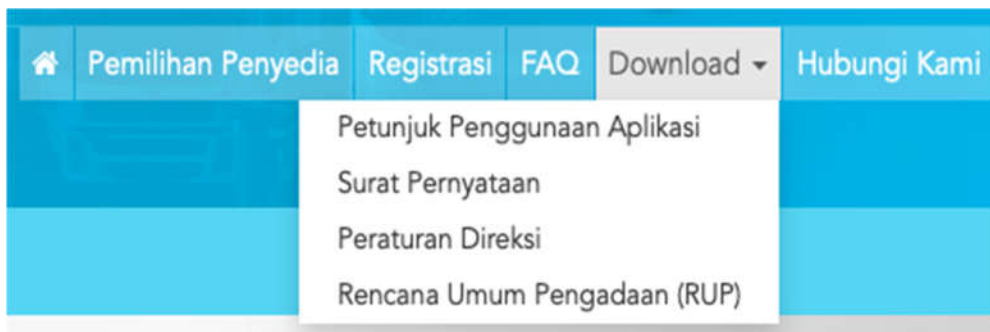 Pemilihan Penyedia Registrasi FAQ Download Hubungi Kami
Petunjuk Penggunaan Aplikasi
Surat Pernyataan
Peraturan Direksi
Rencana Umum Pengadaan (RUP)